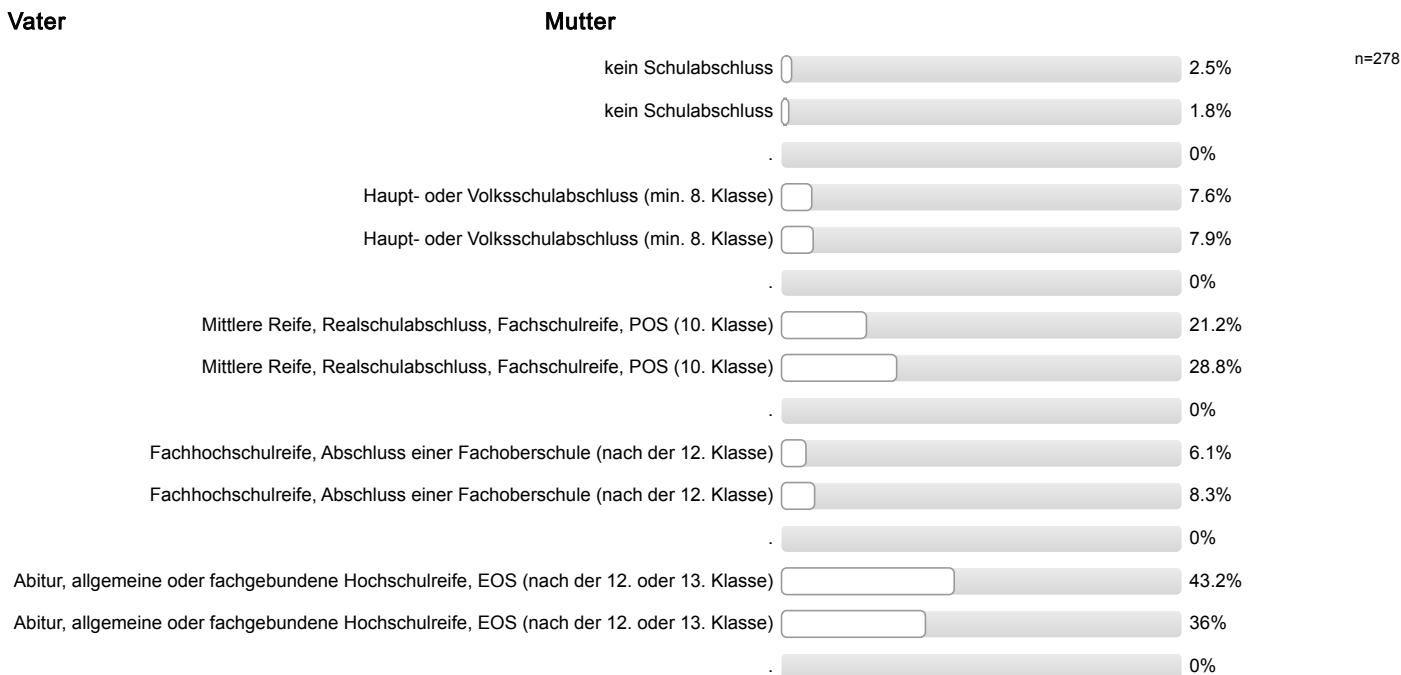 Vater Mutter
n=278
kein Schulabschluss 2.5%
kein Schulabschluss 1.8%
. 0%
Haupt- oder Volksschulabschluss (min. 8. Klasse) 7.6%
Haupt- oder Volksschulabschluss (min. 8. Klasse) 7.9%
. 0%
Mittlere Reife, Realschulabschluss, Fachschulreife, POS (10. Klasse) 21.2%
Mittlere Reife, Realschulabschluss, Fachschulreife, POS (10. Klasse) 28.8%
. 0%
Fachhochschulreife, Abschluss einer Fachoberschule (nach der 12. Klasse) 6.1%
Fachhochschulreife, Abschluss einer Fachoberschule (nach der 12. Klasse) 8.3%
. 0%
Abitur, allgemeine oder fachgebundene Hochschulreife, EOS (nach der 12. oder 13. Klasse) 43.2%
Abitur, allgemeine oder fachgebundene Hochschulreife, EOS (nach der 12. oder 13. Klasse) 36%
. 0%